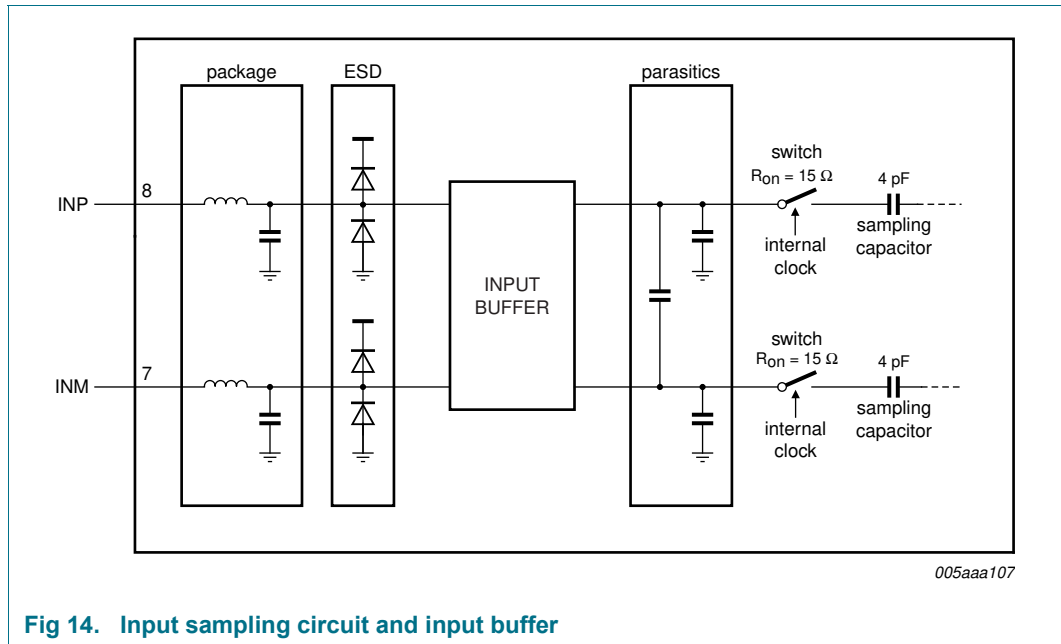 package
ESD
parasitics
switch
Ron = 15 Ω
4 pF
INP
8
internal
clock
sampling
capacitor
INPUT
BUFFER
switch
Ron = 15 Ω
4 pF
INM
7
internal
clock
sampling
capacitor
005aaa107
Fig 14. Input sampling circuit and input buffer